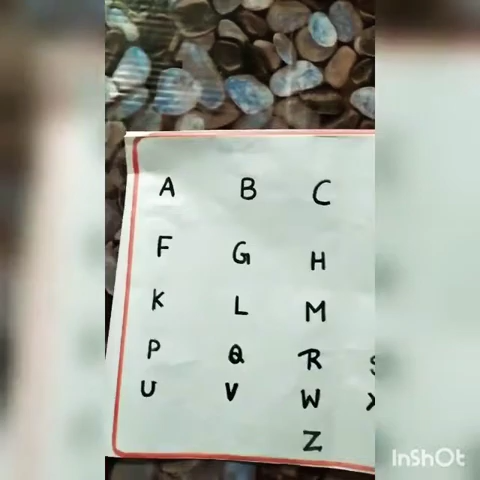 A B C
F G H
K L M
P Q R S
U V W X
Z
InShOt